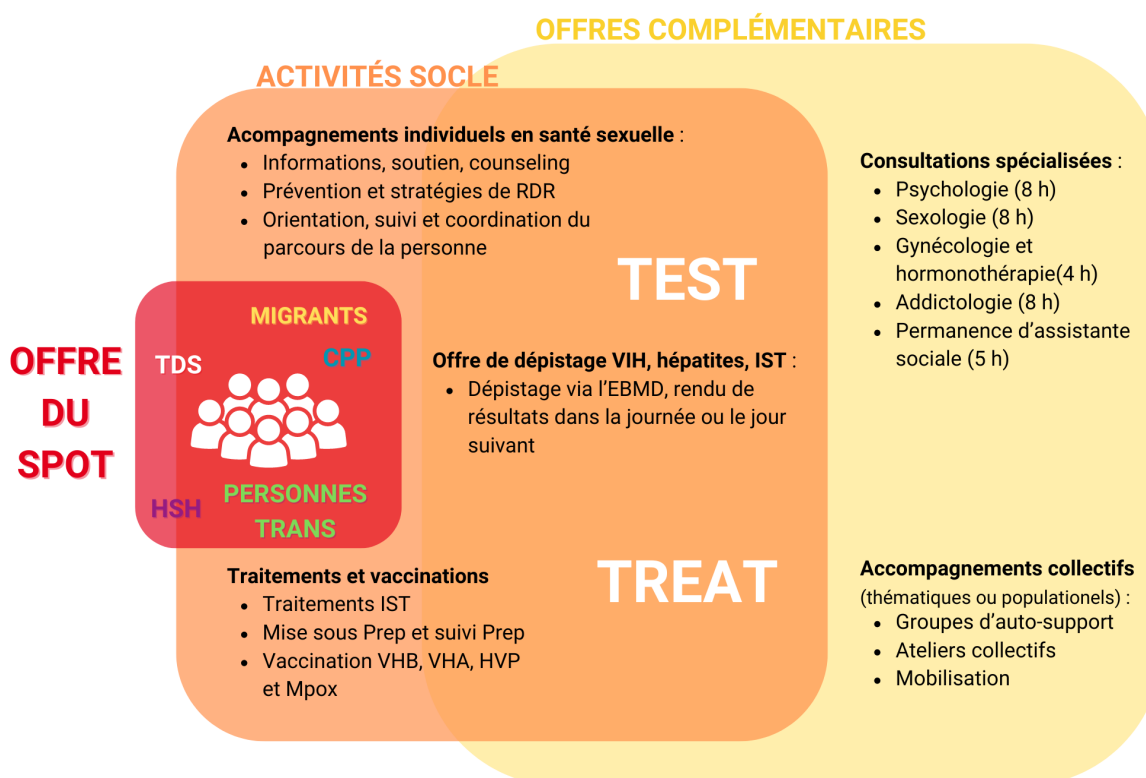 OFFRES COMPLÉMENTAIRES
ACTIVITÉS SOCLE
Acompagnements individuels en santé sexuelle :
• Informations, soutien, counseling
• Prévention et stratégies de RDR
• Orientation, suivi et coordination du
parcours de la personne
TEST
OFFRE
DU
SPOT
MIGRANTS
TDS
CPP
HSH
PERSONNES
TRANS
Offre de dépistage VIH, hépatites, IST :
• Dépistage via l'EBMD, rendu de
résultats dans la journée ou le jour
suivant
Traitements et vaccinations
• Traitements IST
• Mise sous Prep et suivi Prep
• Vaccination VHB, VHA, HVP
et Mpox
TREAT
Consultations spécialisées :
• Psychologie (8 h)
• Sexologie (8 h)
• Gynécologie et
hormonothérapie(4 h)
• Addictologie (8 h)
• Permanence d'assistante
sociale (5 h)
Accompagnements collectifs
(thématiques ou populationels) :
• Groupes d'auto-support
• Ateliers collectifs
• Mobilisation